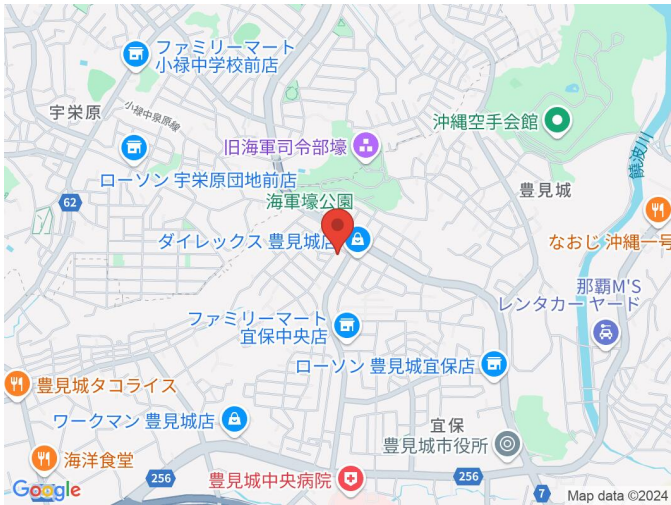 ファミリーマート
小禄中学校前店
宇栄原
小禄中泉原線
沖縄空手会館
旧海軍司令部壕
饒波川
ローソン 宇栄原団地前店
豊見城
62
海軍壕公園
ダイレックス 豊見城店
なおじ 沖縄一号
那覇M'S
レンタカー ヤード
ファミリーマート
宜保中央店
ローソン 豊見城宜保店
豊見城タコライス
ワークマン 豊見城店
宜保
豊見城市役所
海洋食堂
256
豊見城中央病院
256
7
Google
Map data ©2024